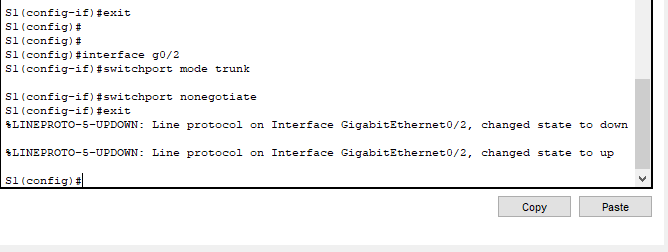 S1(config-if)#exit
S1(config)#
S1(config)#
S1(config)#interface g0/2
S1(config-if)#switchport mode trunk
S1(config-if)#switchport nonegotiate
S1(config-if)#exit
%LINEPROTO-5-UPDOWN: Line protocol on Interface GigabitEthernet0/2, changed state to down
%LINEPROTO-5-UPDOWN: Line protocol on Interface GigabitEthernet0/2, changed state to up
S1(config)#
Copy Paste